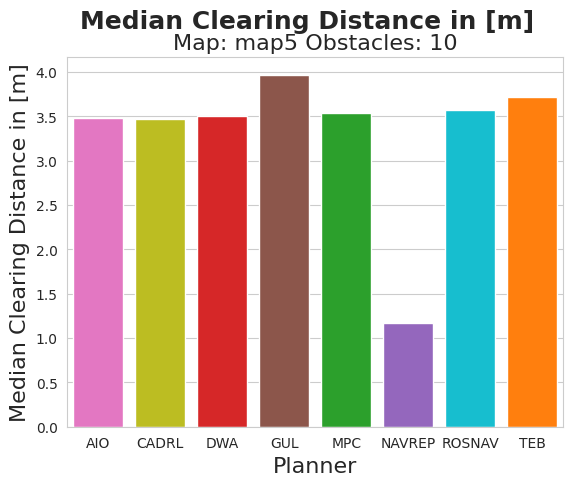 Median Clearing Distance in [m]
Map: map5 Obstacles: 10
Median Clearing Distance in [m]
4.0
3.5
3.0
2.5
2.0
1.5
1.0
0.5
0.0
AIO CADRL DWA GUL MPC NAVREP ROSNAV TEB
Planner